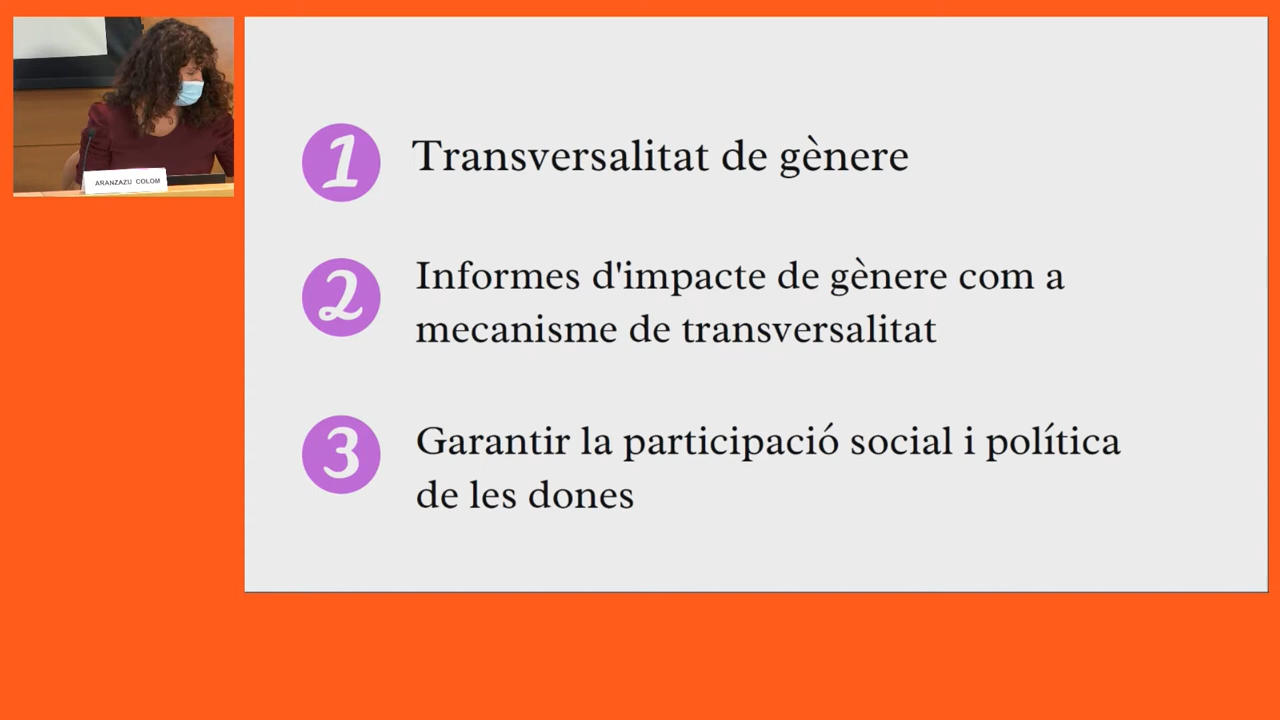 ARANZAZU COLOM
1 Transversalitat de gènere
2 Informes d'impacte de gènere com a
mecanisme de transversalitat
3 Garantir la participació social i política
de les dones